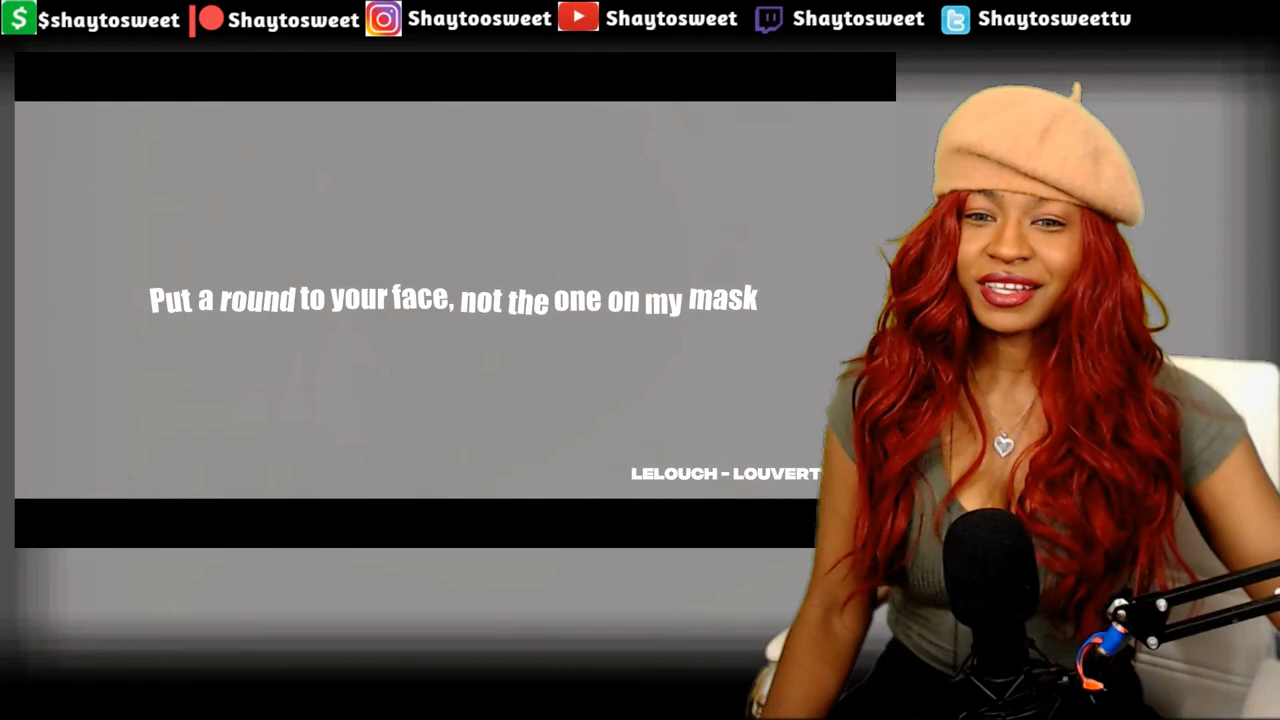 $shaytosweet Shaytosweet Shaytoosweet Shaytosweet Shaytosweet Shaytosweettv
Put a round to your face, not the one on my mask
LELOUCH - LOUVERT